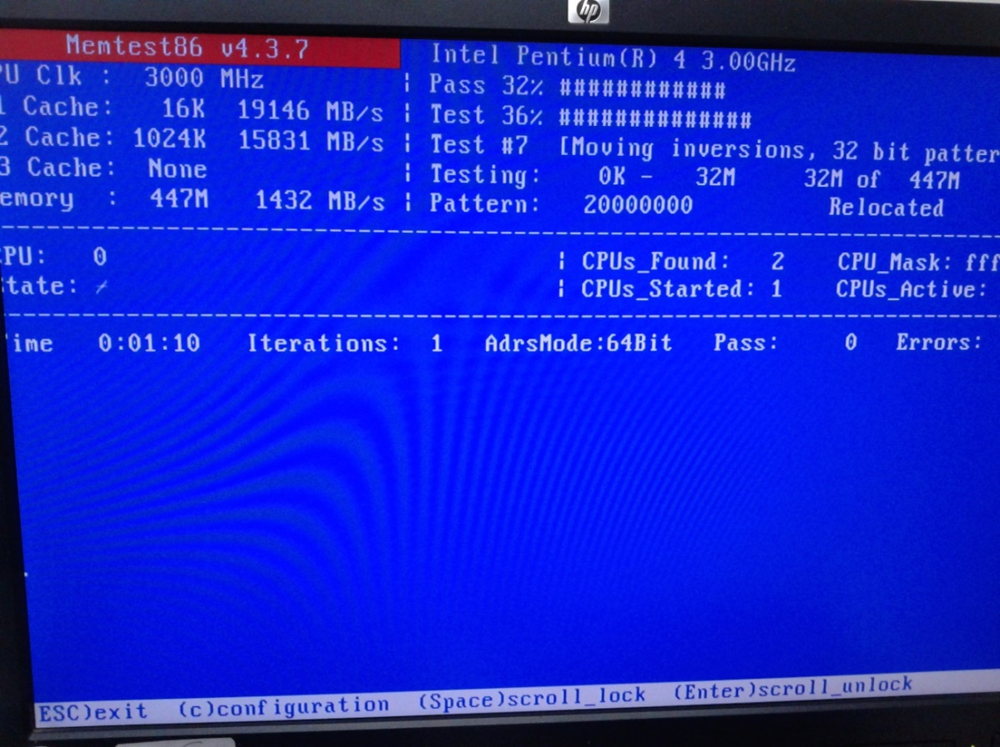 hp
Memtest86 v4.3.7 Intel Pentium(R) 4 3.00GHz
PU Clk : 3000 MHz ¦ Pass 32% ############
1 Cache: 16K 19146 MB/s ¦ Test 36% ##############
2 Cache: 1024K 15831 MB/s ¦ Test #7 [Moving inversions, 32 bit patter
3 Cache: None ¦ Testing: 0K - 32M 32M of 447M
emory : 447M 1432 MB/s ¦ Pattern: 20000000 Relocated
PU: 0 ¦ CPUs_Found: 2 CPU_Mask: fff
tate: / ¦ CPUs_Started: 1 CPUs_Active:
ime 0:01:10 Iterations: 1 AdrsMode:64Bit Pass: 0 Errors:
ESC)exit (c)configuration (Space)scroll_lock (Enter)scroll_unlock